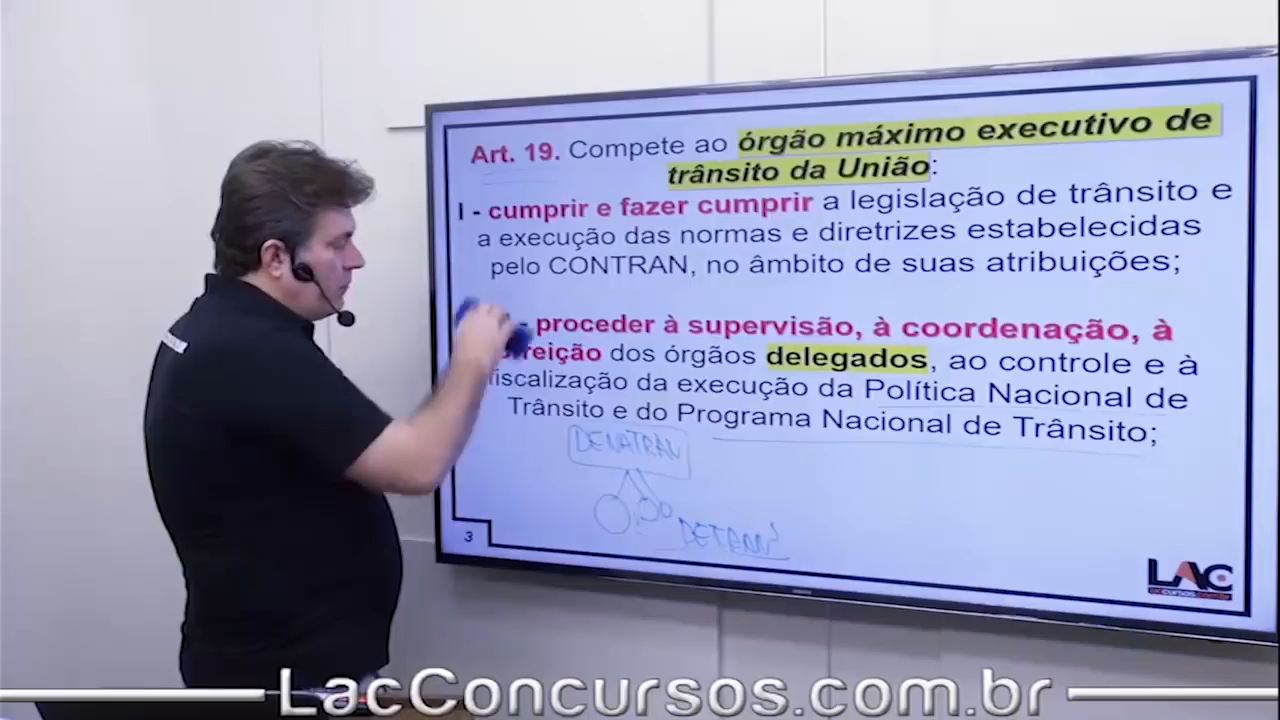 Art. 19. Compete ao órgão máximo executivo de
trânsito da União:
I - cumprir e fazer cumprir a legislação de trânsito e
a execução das normas e diretrizes estabelecidas
pelo CONTRAN, no âmbito de suas atribuições;
- proceder à supervisão, à coordenação, à
dos órgãos delegados, ao controle e à
fiscalização da execução da Política Nacional de
Trânsito e do Programa Nacional de Trânsito;
DENATRAN
DETRAN
3
LAC
LacConcursos.com.br